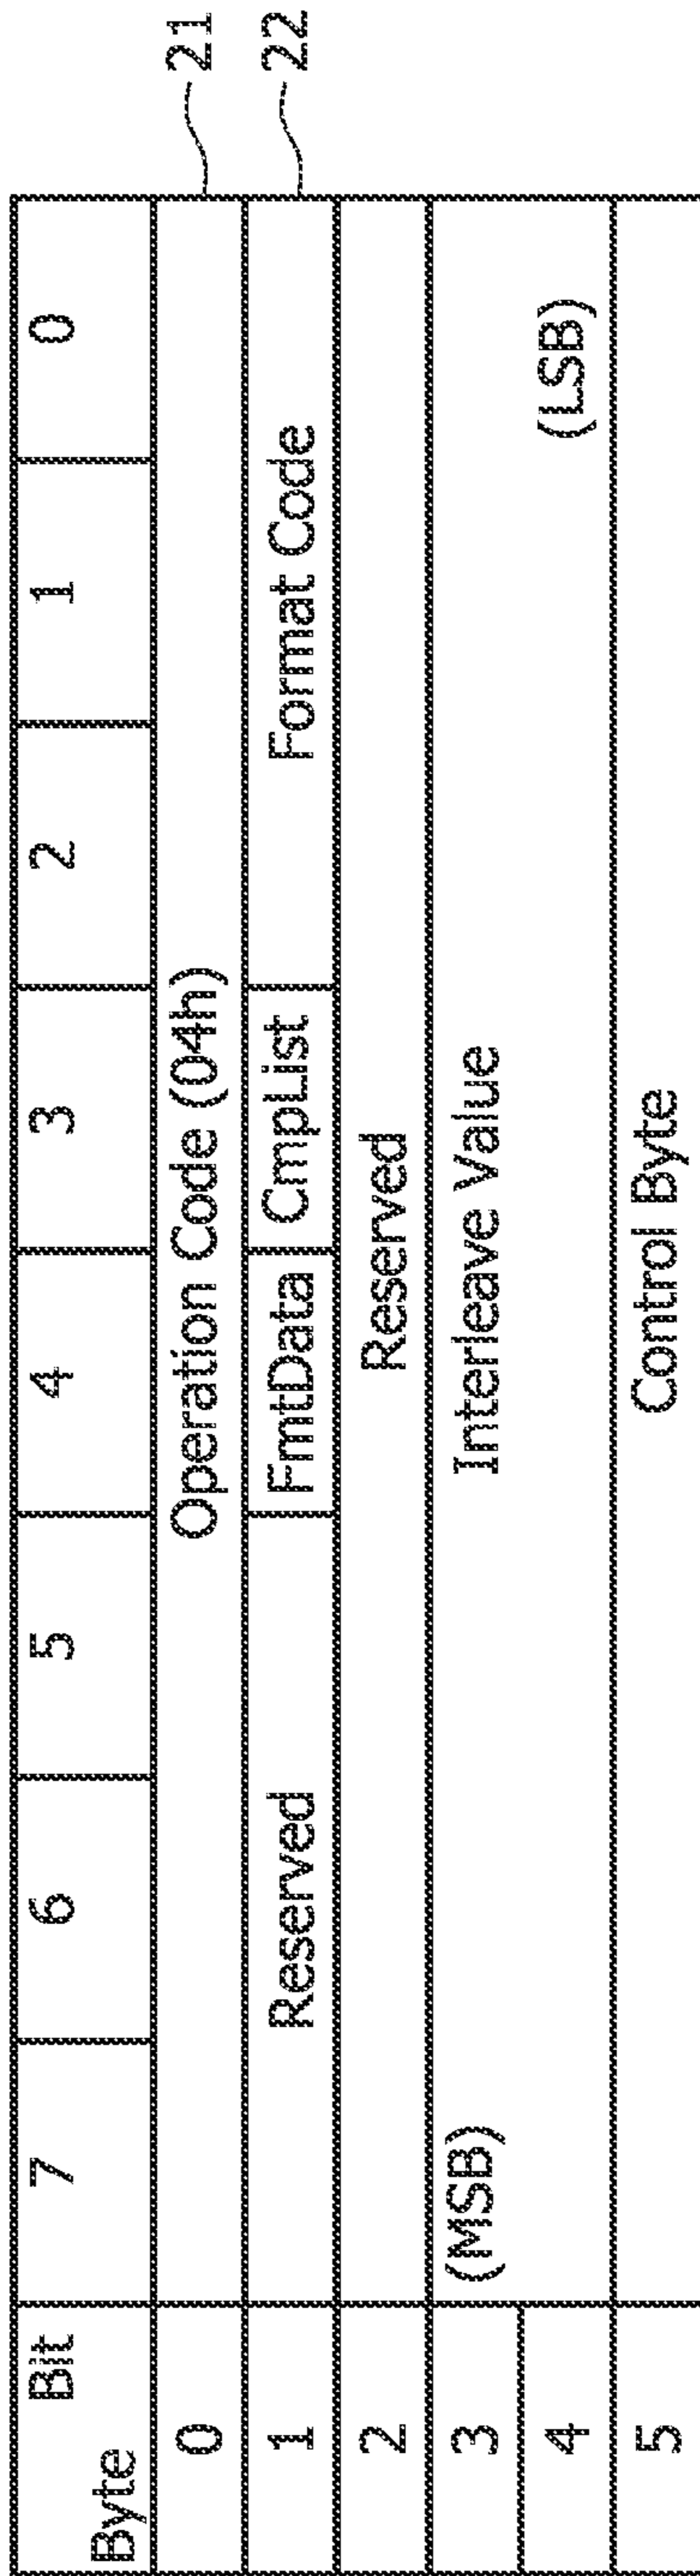 Bit 7 6 5 4 3 2 1 0
Byte
0 Operation Code (04h) 21
1 Reserved FmtData CmpList Format Code 22
2 Reserved
3 (MSB) Interleave Value
4 (LSB)
5 Control Byte